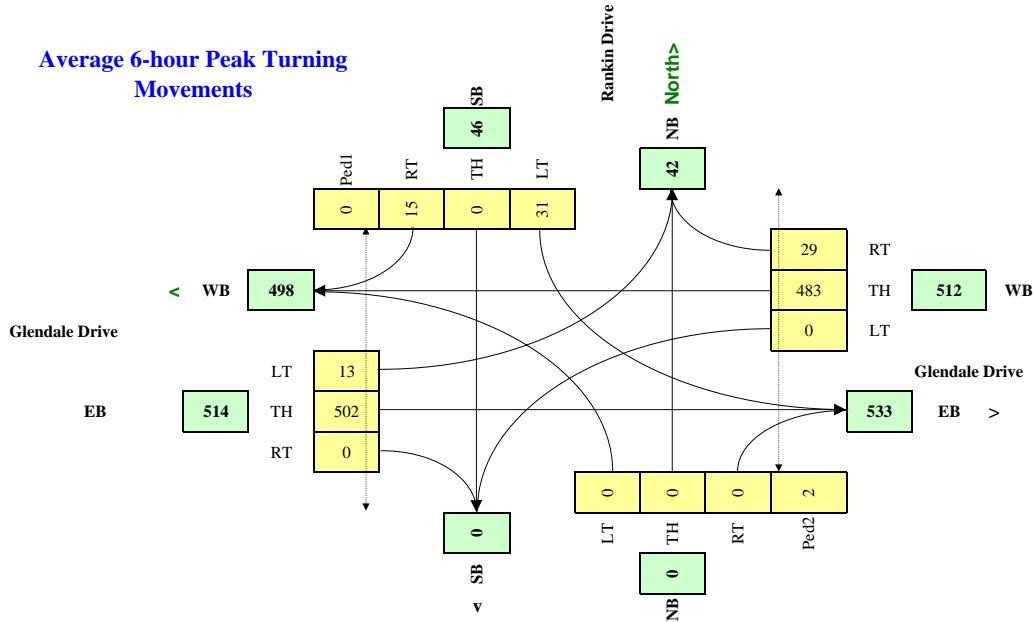 Average 6-hour Peak Turning
Movements
Rankin Drive
North>
SB
46
NB
42
Ped1
RT
TH
LT
0
15
0
31
29
RT
< WB 498
483
TH
512
WB
0
LT
Glendale Drive
LT
13
Glendale Drive
EB
514
TH
502
533
EB >
RT
0
0
0
0
2
LT
TH
RT
Ped2
0
SB
v
0
NB